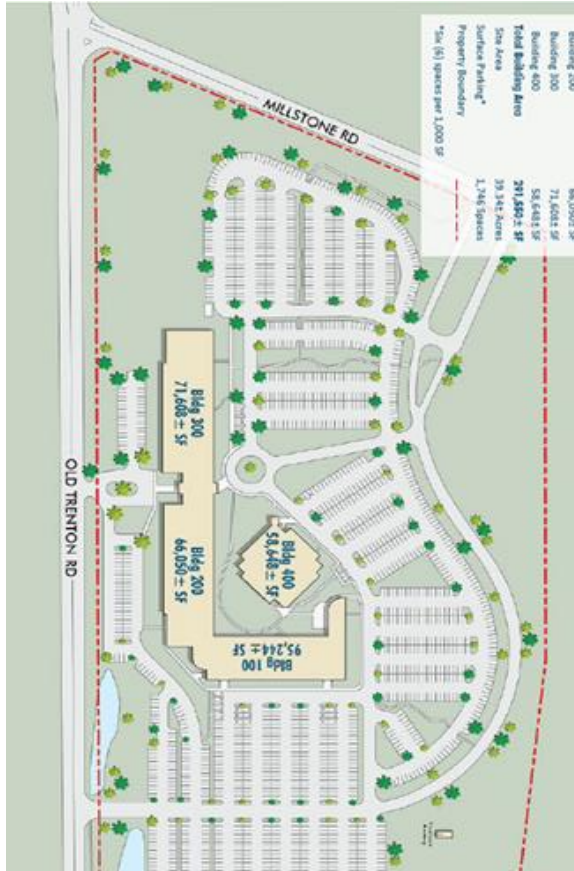 Building 300 71,608± SF
Building 400 58,648± SF
Total Building Area 291,550± SF
Site Area 39.34± Acres
Surface Parking* 1,746 Spaces
Property Boundary
*Six (6) spaces per 1,000 SF
MILLSTONE RD
Bldg 300
71,608 ± SF
Bldg 400
58,648 ± SF
OLD TRENTON RD
Bldg 200
66,050 ± SF
Bldg 100
95,244 ± SF